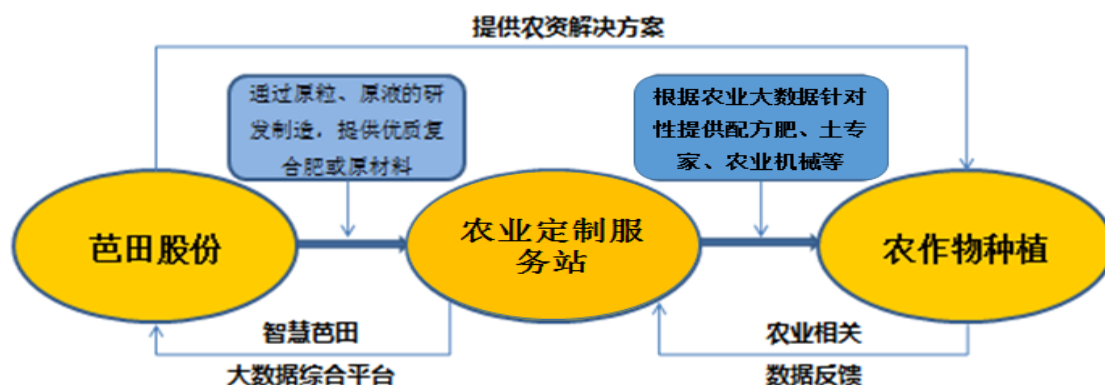 提供农资解决方案
通过原粒、原液的研
发制造，提供优质复
合肥或原材料
根据农业大数据针对
性提供配方肥、土专
家、农业机械等
芭田股份
农业定制服
务站
农作物种植
智慧芭田
大数据综合平台
农业相关
数据反馈